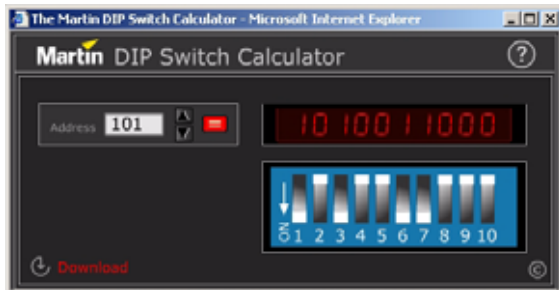 The Martin DIP Switch Calculator - Microsoft Internet Explorer
Martin DIP Switch Calculator ?
Address 101
1010011000
ON 1 2 3 4 5 6 7 8 9 10
Download ©